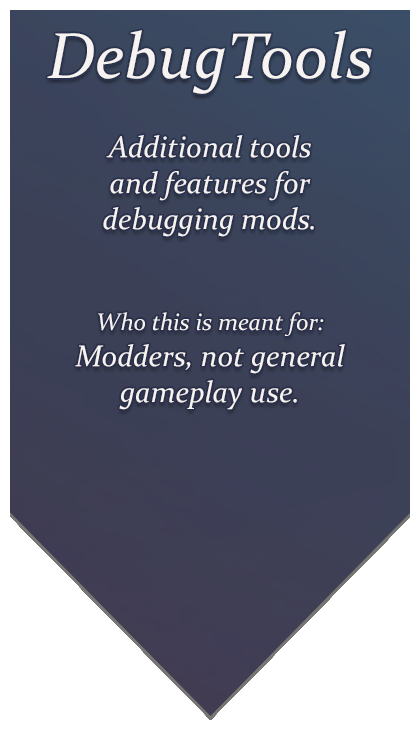 DebugTools
Additional tools
and features for
debugging mods.
Who this is meant for:
Modders, not general
gameplay use.